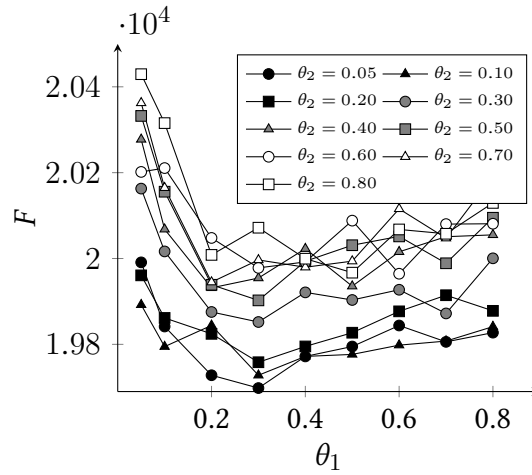 ·10⁴
2.04
2.02
2
1.98
F
θ₂ = 0.05 θ₂ = 0.10
θ₂ = 0.20 θ₂ = 0.30
θ₂ = 0.40 θ₂ = 0.50
θ₂ = 0.60 θ₂ = 0.70
θ₂ = 0.80
0.2 0.4 0.6 0.8
θ₁